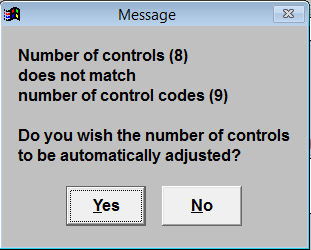 Message
Number of controls (8)
does not match
number of control codes (9)
Do you wish the number of controls
to be automatically adjusted?
Yes No